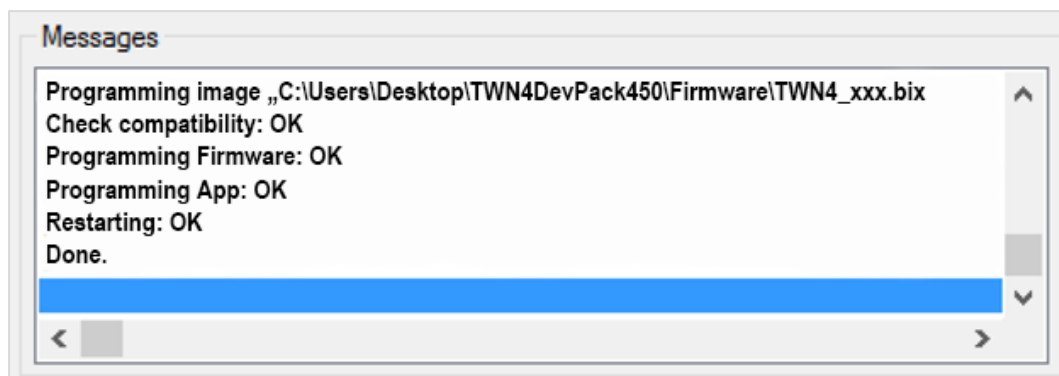 Messages
Programming image „C:\Users\Desktop\TWN4DevPack450\Firmware\TWN4_xxx.bix
Check compatibility: OK
Programming Firmware: OK
Programming App: OK
Restarting: OK
Done.